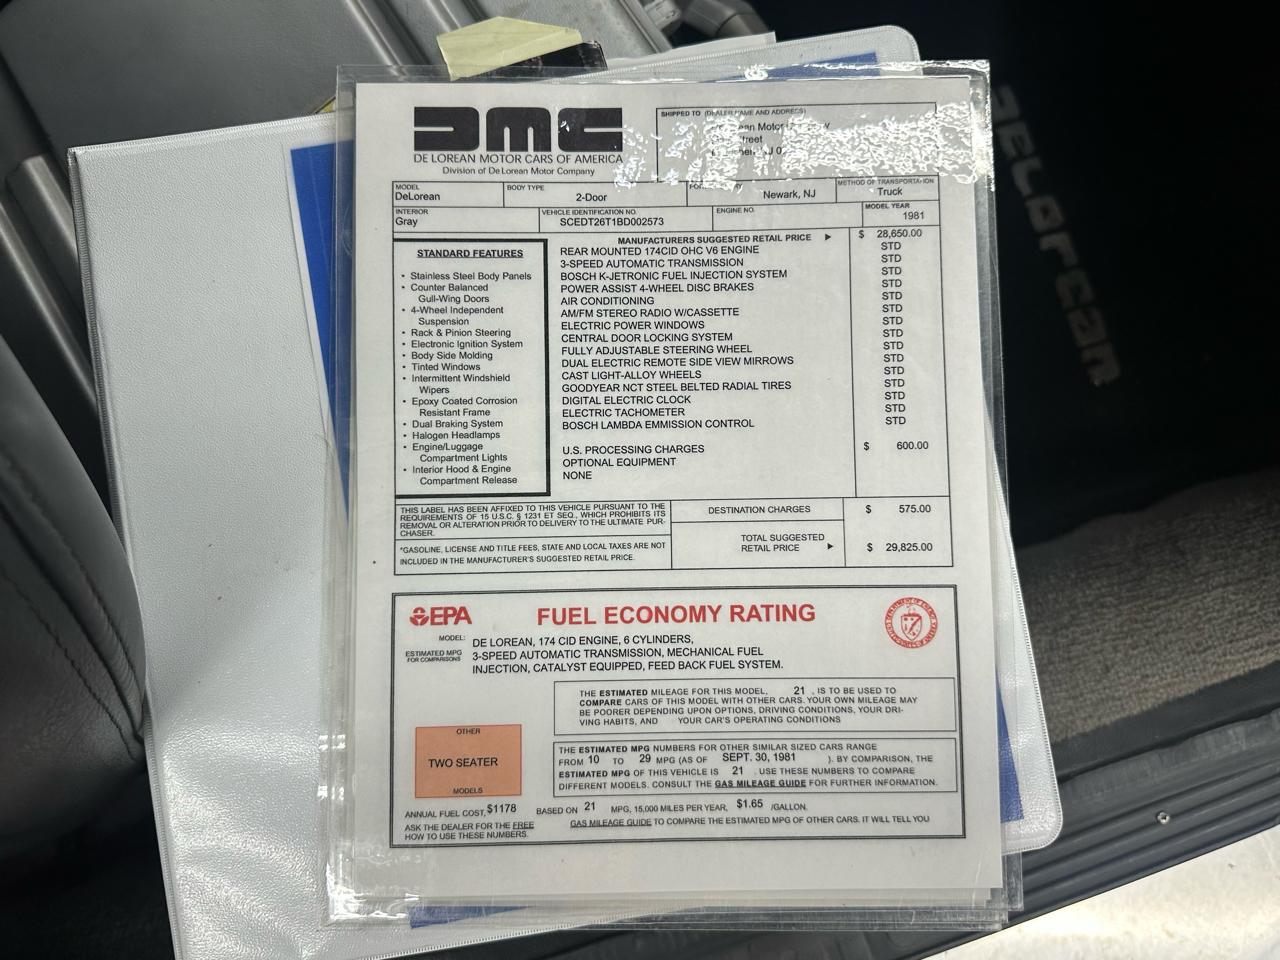 DMC
DE LOREAN MOTOR CARS OF AMERICA
Division of De Lorean Motor Company
SHIPPED TO (DEALER NAME AND ADDRESS)
Motor
Street
NJ
MODEL
DeLorean
BODY TYPE
2-Door
Newark, NJ
METHOD OF TRANSPORTATION
Truck
INTERIOR
Gray
VEHICLE IDENTIFICATION NO.
SCEDT26T1BD002573
ENGINE NO.
MODEL YEAR
1981
STANDARD FEATURES
• Stainless Steel Body Panels
• Counter Balanced
Gull-Wing Doors
• 4-Wheel Independent
Suspension
• Rack & Pinion Steering
• Electronic Ignition System
• Body Side Molding
• Tinted Windows
• Intermittent Windshield
Wipers
• Epoxy Coated Corrosion
Resistant Frame
• Dual Braking System
• Halogen Headlamps
• Engine/Luggage
Compartment Lights
• Interior Hood & Engine
Compartment Release
MANUFACTURERS SUGGESTED RETAIL PRICE ▶ $ 28,650.00
REAR MOUNTED 174CID OHC V6 ENGINE STD
3-SPEED AUTOMATIC TRANSMISSION STD
BOSCH K-JETRONIC FUEL INJECTION SYSTEM STD
POWER ASSIST 4-WHEEL DISC BRAKES STD
AIR CONDITIONING STD
AM/FM STEREO RADIO W/CASSETTE STD
ELECTRIC POWER WINDOWS STD
CENTRAL DOOR LOCKING SYSTEM STD
FULLY ADJUSTABLE STEERING WHEEL STD
DUAL ELECTRIC REMOTE SIDE VIEW MIRROWS STD
CAST LIGHT-ALLOY WHEELS STD
GOODYEAR NCT STEEL BELTED RADIAL TIRES STD
DIGITAL ELECTRIC CLOCK STD
ELECTRIC TACHOMETER STD
BOSCH LAMBDA EMMISSION CONTROL STD
U.S. PROCESSING CHARGES $ 600.00
OPTIONAL EQUIPMENT
NONE
THIS LABEL HAS BEEN AFFIXED TO THIS VEHICLE PURSUANT TO THE
REQUIREMENTS OF 15 U.S.C. § 1231 ET SEQ., WHICH PROHIBITS ITS
REMOVAL OR ALTERATION PRIOR TO DELIVERY TO THE ULTIMATE PUR-
CHASER.
*GASOLINE, LICENSE AND TITLE FEES, STATE AND LOCAL TAXES ARE NOT
INCLUDED IN THE MANUFACTURER'S SUGGESTED RETAIL PRICE.
DESTINATION CHARGES $ 575.00
TOTAL SUGGESTED
RETAIL PRICE ▶ $ 29,825.00
EPA
FUEL ECONOMY RATING
MODEL:
ESTIMATED MPG
FOR COMPARISONS
DE LOREAN, 174 CID ENGINE, 6 CYLINDERS,
3-SPEED AUTOMATIC TRANSMISSION, MECHANICAL FUEL
INJECTION, CATALYST EQUIPPED, FEED BACK FUEL SYSTEM.
THE ESTIMATED MILEAGE FOR THIS MODEL, 21 , IS TO BE USED TO
COMPARE CARS OF THIS MODEL WITH OTHER CARS. YOUR OWN MILEAGE MAY
BE POORER DEPENDING UPON OPTIONS, DRIVING CONDITIONS, YOUR DRI-
VING HABITS, AND YOUR CAR'S OPERATING CONDITIONS
OTHER
TWO SEATER
MODELS
THE ESTIMATED MPG NUMBERS FOR OTHER SIMILAR SIZED CARS RANGE
FROM 10 TO 29 MPG (AS OF SEPT. 30, 1981 ). BY COMPARISON, THE
ESTIMATED MPG OF THIS VEHICLE IS 21 . USE THESE NUMBERS TO COMPARE
DIFFERENT MODELS. CONSULT THE GAS MILEAGE GUIDE FOR FURTHER INFORMATION.
ANNUAL FUEL COST, $1178 BASED ON 21 MPG, 15,000 MILES PER YEAR, $1.65 /GALLON.
ASK THE DEALER FOR THE FREE GAS MILEAGE GUIDE TO COMPARE THE ESTIMATED MPG OF OTHER CARS. IT WILL TELL YOU
HOW TO USE THESE NUMBERS.